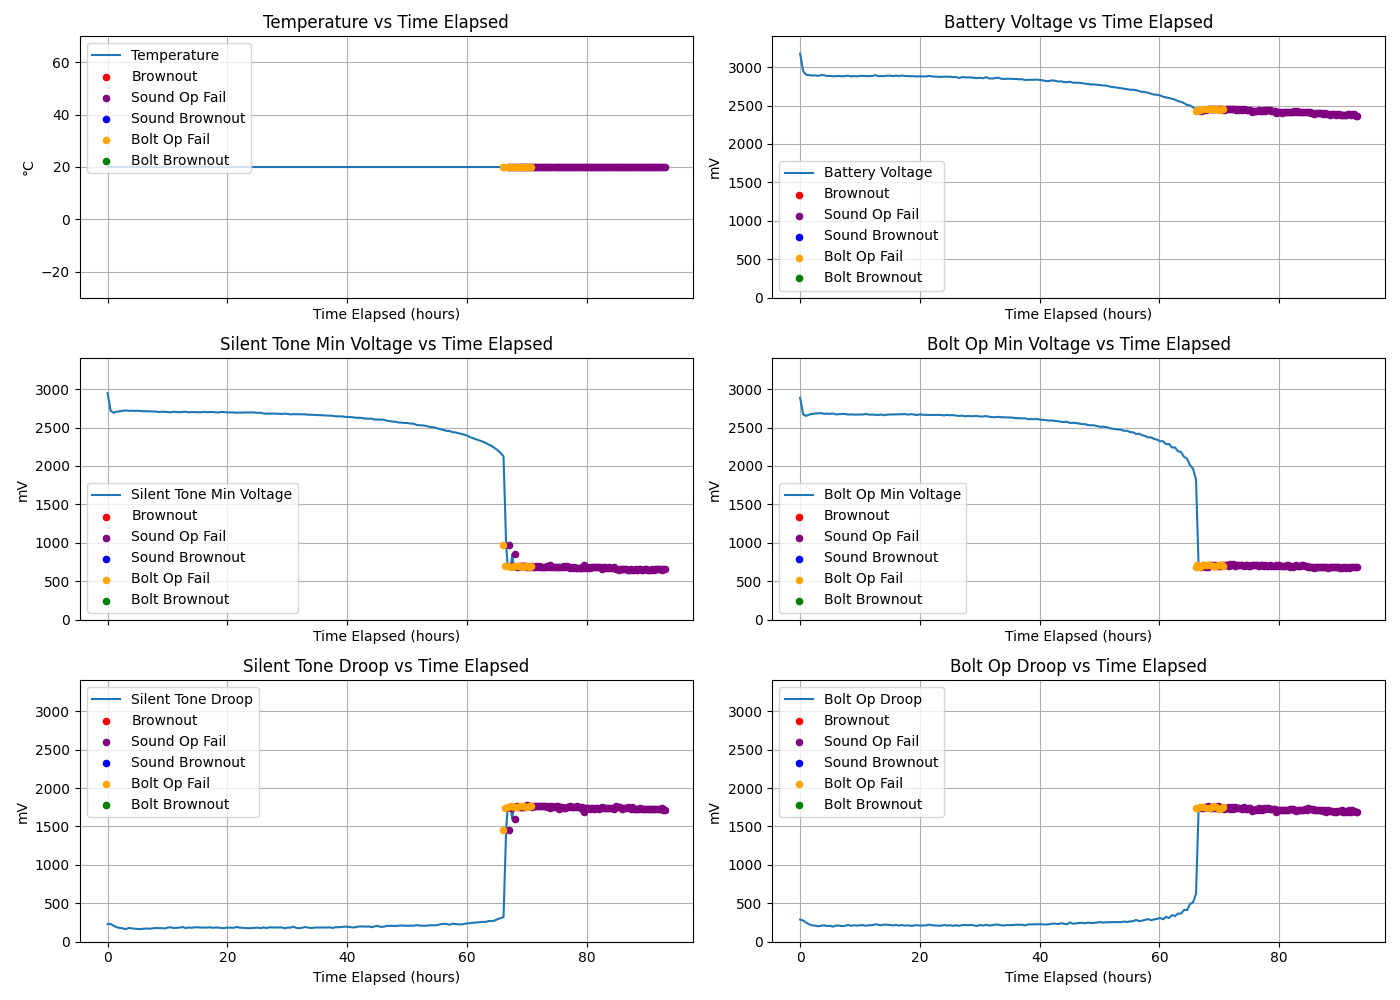 Temperature vs Time Elapsed
60
40
20
0
−20
°C
Temperature
Brownout
Sound Op Fail
Sound Brownout
Bolt Op Fail
Bolt Brownout
Time Elapsed (hours)
Battery Voltage vs Time Elapsed
3000
2500
2000
1500
1000
500
0
mV
Battery Voltage
Brownout
Sound Op Fail
Sound Brownout
Bolt Op Fail
Bolt Brownout
Time Elapsed (hours)
Silent Tone Min Voltage vs Time Elapsed
3000
2500
2000
1500
1000
500
0
mV
Silent Tone Min Voltage
Brownout
Sound Op Fail
Sound Brownout
Bolt Op Fail
Bolt Brownout
Time Elapsed (hours)
Bolt Op Min Voltage vs Time Elapsed
3000
2500
2000
1500
1000
500
0
mV
Bolt Op Min Voltage
Brownout
Sound Op Fail
Sound Brownout
Bolt Op Fail
Bolt Brownout
Time Elapsed (hours)
Silent Tone Droop vs Time Elapsed
3000
2500
2000
1500
1000
500
0
mV
Silent Tone Droop
Brownout
Sound Op Fail
Sound Brownout
Bolt Op Fail
Bolt Brownout
0 20 40 60 80
Time Elapsed (hours)
Bolt Op Droop vs Time Elapsed
3000
2500
2000
1500
1000
500
0
mV
Bolt Op Droop
Brownout
Sound Op Fail
Sound Brownout
Bolt Op Fail
Bolt Brownout
0 20 40 60 80
Time Elapsed (hours)